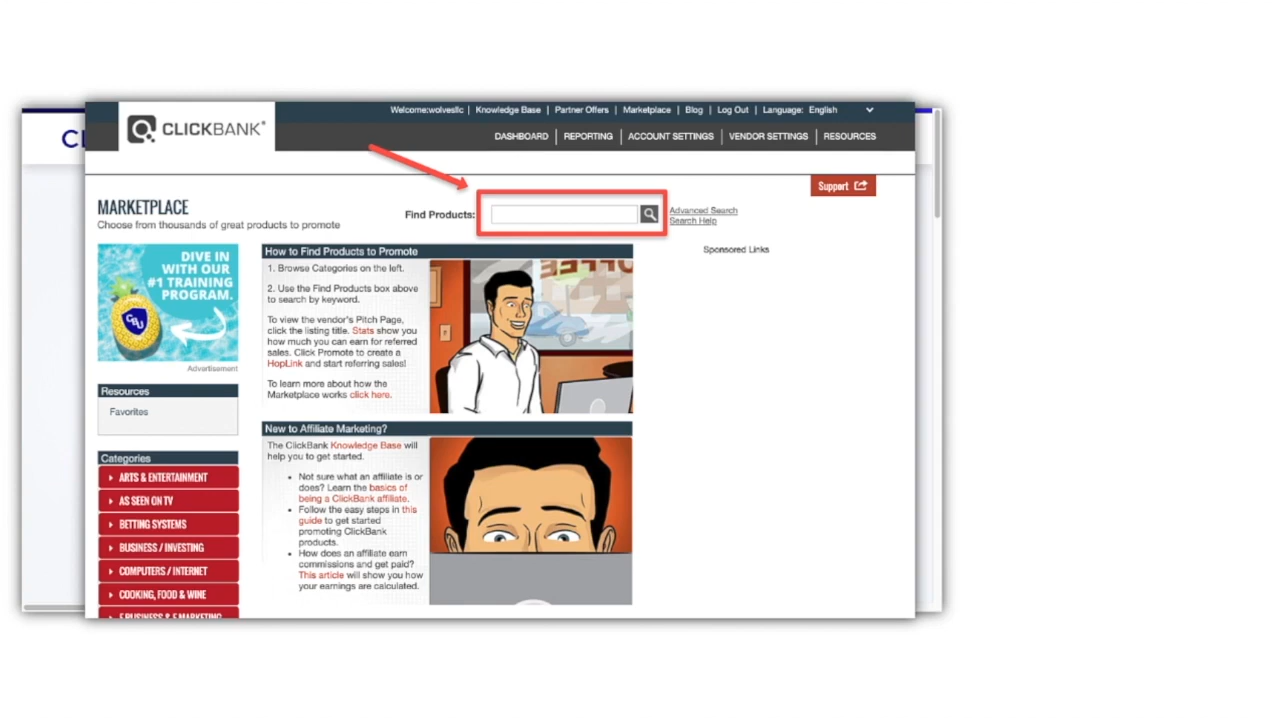 Welcome:wolvesllc | Knowledge Base | Partner Offers | Marketplace | Blog | Log Out | Language: English
CLICKBANK®
DASHBOARD | REPORTING | ACCOUNT SETTINGS | VENDOR SETTINGS | RESOURCES
Support
MARKETPLACE
Choose from thousands of great products to promote
Find Products:
Advanced Search
Search Help
Sponsored Links
DIVE IN
WITH OUR
#1 TRAINING
PROGRAM.
CBU
Advertisement
Resources
Favorites
Categories
ARTS & ENTERTAINMENT
AS SEEN ON TV
BETTING SYSTEMS
BUSINESS / INVESTING
COMPUTERS / INTERNET
COOKING, FOOD & WINE
E-BUSINESS & E-MARKETING
How to Find Products to Promote
1. Browse Categories on the left.
2. Use the Find Products box above
to search by keyword.
To view the vendor's Pitch Page,
click the listing title. Stats show you
how much you can earn for referred
sales. Click Promote to create a
HopLink and start referring sales!
To learn more about how the
Marketplace works click here.
COFFEE
New to Affiliate Marketing?
The ClickBank Knowledge Base will
help you to get started.
Not sure what an affiliate is or
does? Learn the basics of
being a ClickBank affiliate.
Follow the easy steps in this
guide to get started
promoting ClickBank
products.
How does an affiliate earn
commissions and get paid?
This article will show you how
your earnings are calculated.